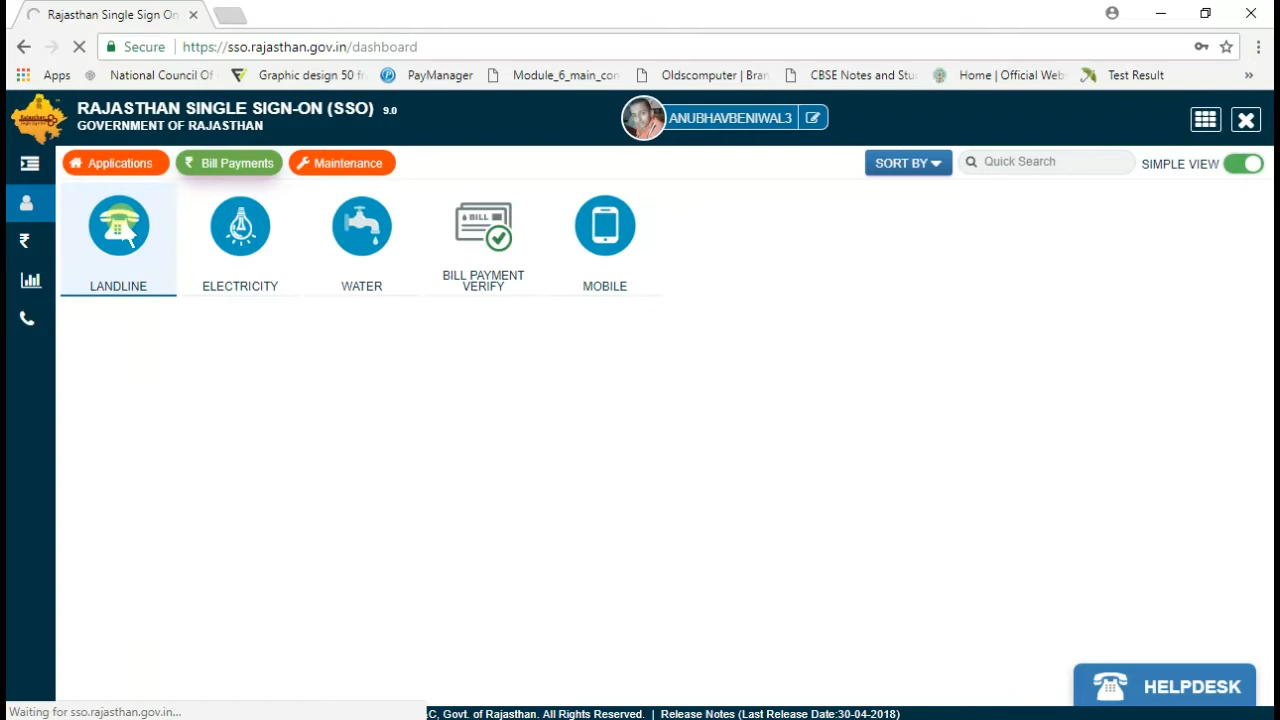 Rajasthan Single Sign On
Secure
https://sso.rajasthan.gov.in/dashboard
Apps
National Council Of
Graphic design 50 fr
PayManager
Module_6_main_con
Oldscomputer | Bran
CBSE Notes and Stu
Home | Official Web
Test Result
»
RAJASTHAN SINGLE SIGN-ON (SSO) 9.0
GOVERNMENT OF RAJASTHAN
ANUBHAVBENIWAL3
Applications
₹ Bill Payments
Maintenance
SORT BY
Quick Search
SIMPLE VIEW
₹
LANDLINE
ELECTRICITY
WATER
BILL
BILL PAYMENT
VERIFY
MOBILE
HELPDESK
Waiting for sso.rajasthan.gov.in...
C, Govt. of Rajasthan. All Rights Reserved. | Release Notes (Last Release Date:30-04-2018)